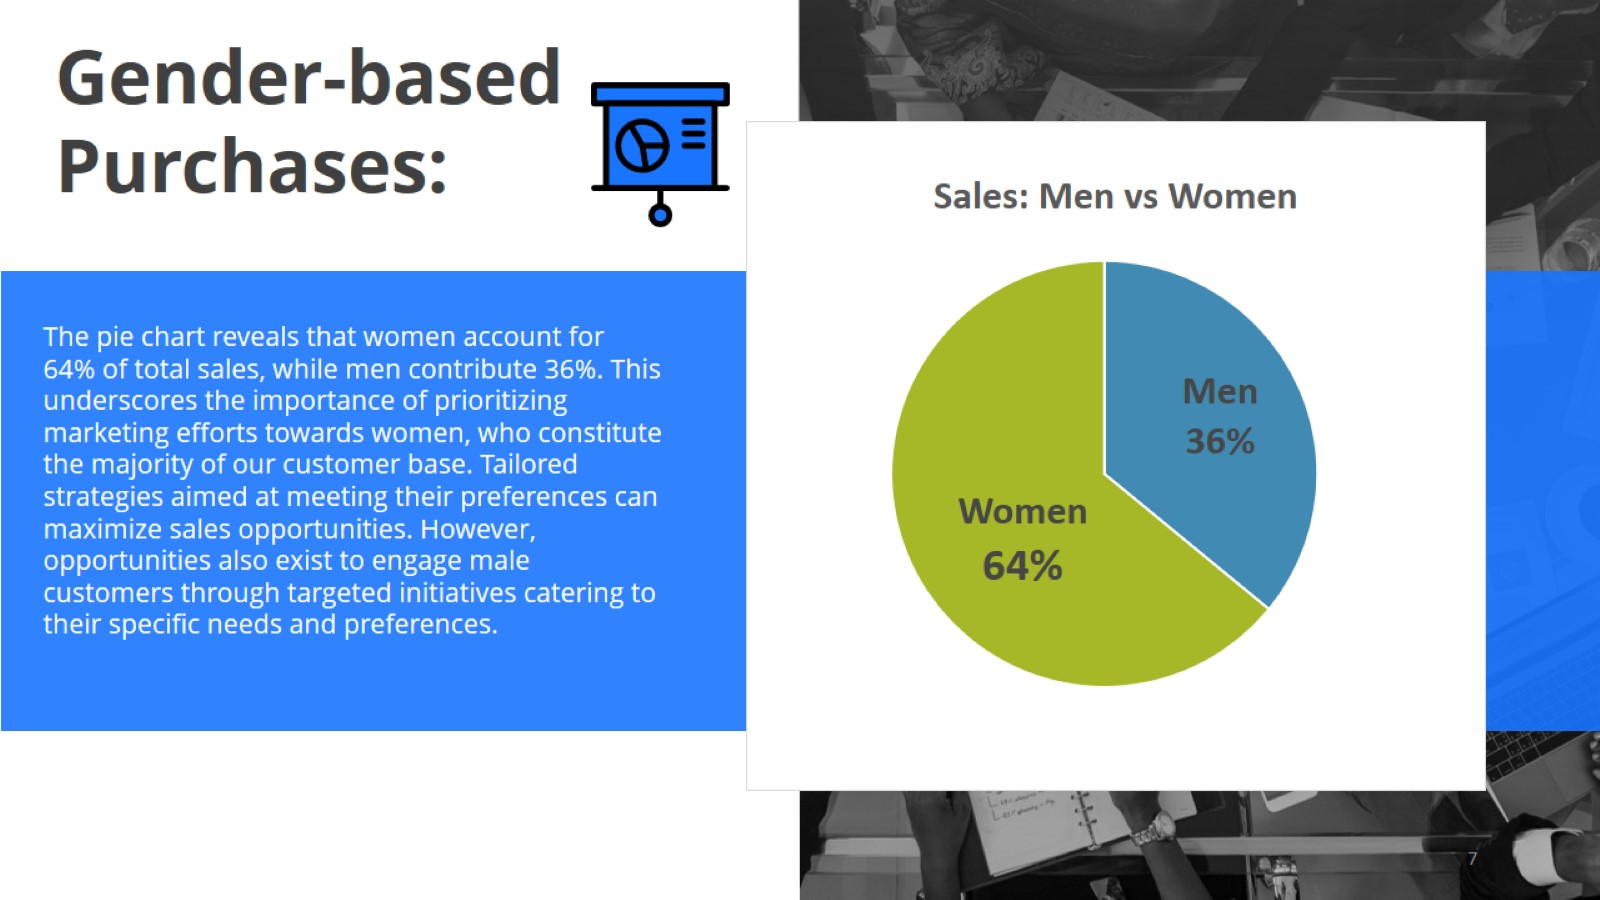 Gender-based
Purchases:
The pie chart reveals that women account for
64% of total sales, while men contribute 36%. This
underscores the importance of prioritizing
marketing efforts towards women, who constitute
the majority of our customer base. Tailored
strategies aimed at meeting their preferences can
maximize sales opportunities. However,
opportunities also exist to engage male
customers through targeted initiatives catering to
their specific needs and preferences.
Sales: Men vs Women
Men
36%
Women
64%
7